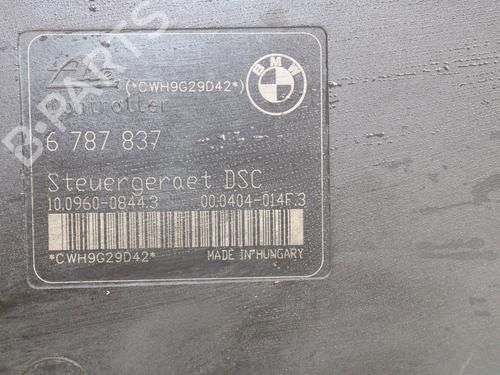 (*CWH9G29D42*)
BMW
6 787 837
Steuergeraet DSC
10.0960-0844.3 00.0404-014F.3
*CWH9G29D42*
MADE IN HUNGARY
B-PARTS